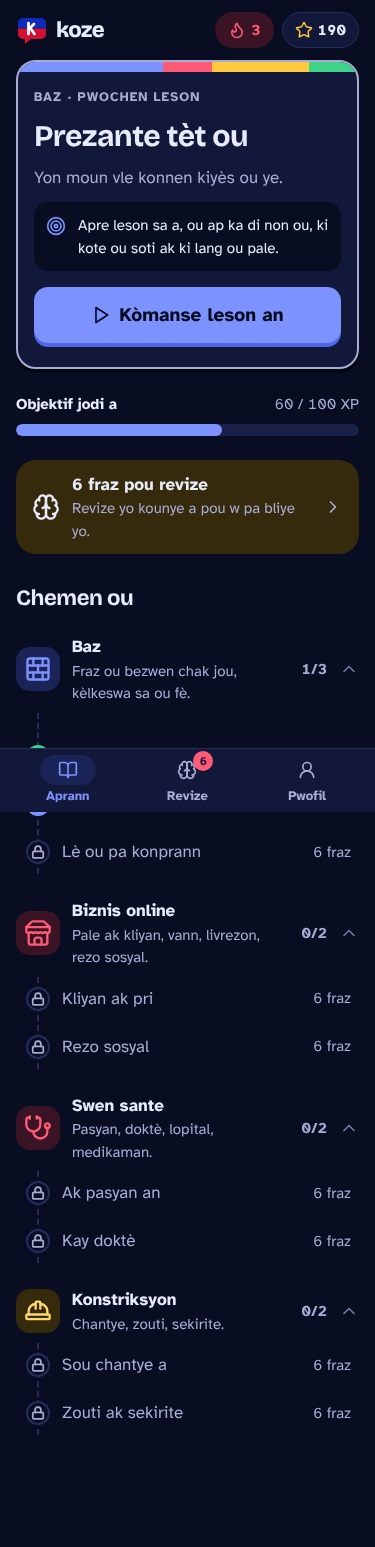 koze
3
190
BAZ · PWOCHEN LESON
Prezante tèt ou
Yon moun vle konnen kiyès ou ye.
Apre leson sa a, ou ap ka di non ou, ki
kote ou soti ak ki lang ou pale.
Kòmanse leson an
Objektif jodi a
60 / 100 XP
6 fraz pou revize
Revize yo kounye a pou w pa bliye
yo.
Chemen ou
Baz
Fraz ou bezwen chak jou,
kèlkeswa sa ou fè.
1/3
6
Aprann
Revize
Pwofil
Lè ou pa konprann
6 fraz
Biznis online
Pale ak kliyan, vann, livrezon,
rezo sosyal.
0/2
Kliyan ak pri
6 fraz
Rezo sosyal
6 fraz
Swen sante
Pasyan, doktè, lopital,
medikaman.
0/2
Ak pasyan an
6 fraz
Kay doktè
6 fraz
Konstriksyon
Chantye, zouti, sekirite.
0/2
Sou chantye a
6 fraz
Zouti ak sekirite
6 fraz